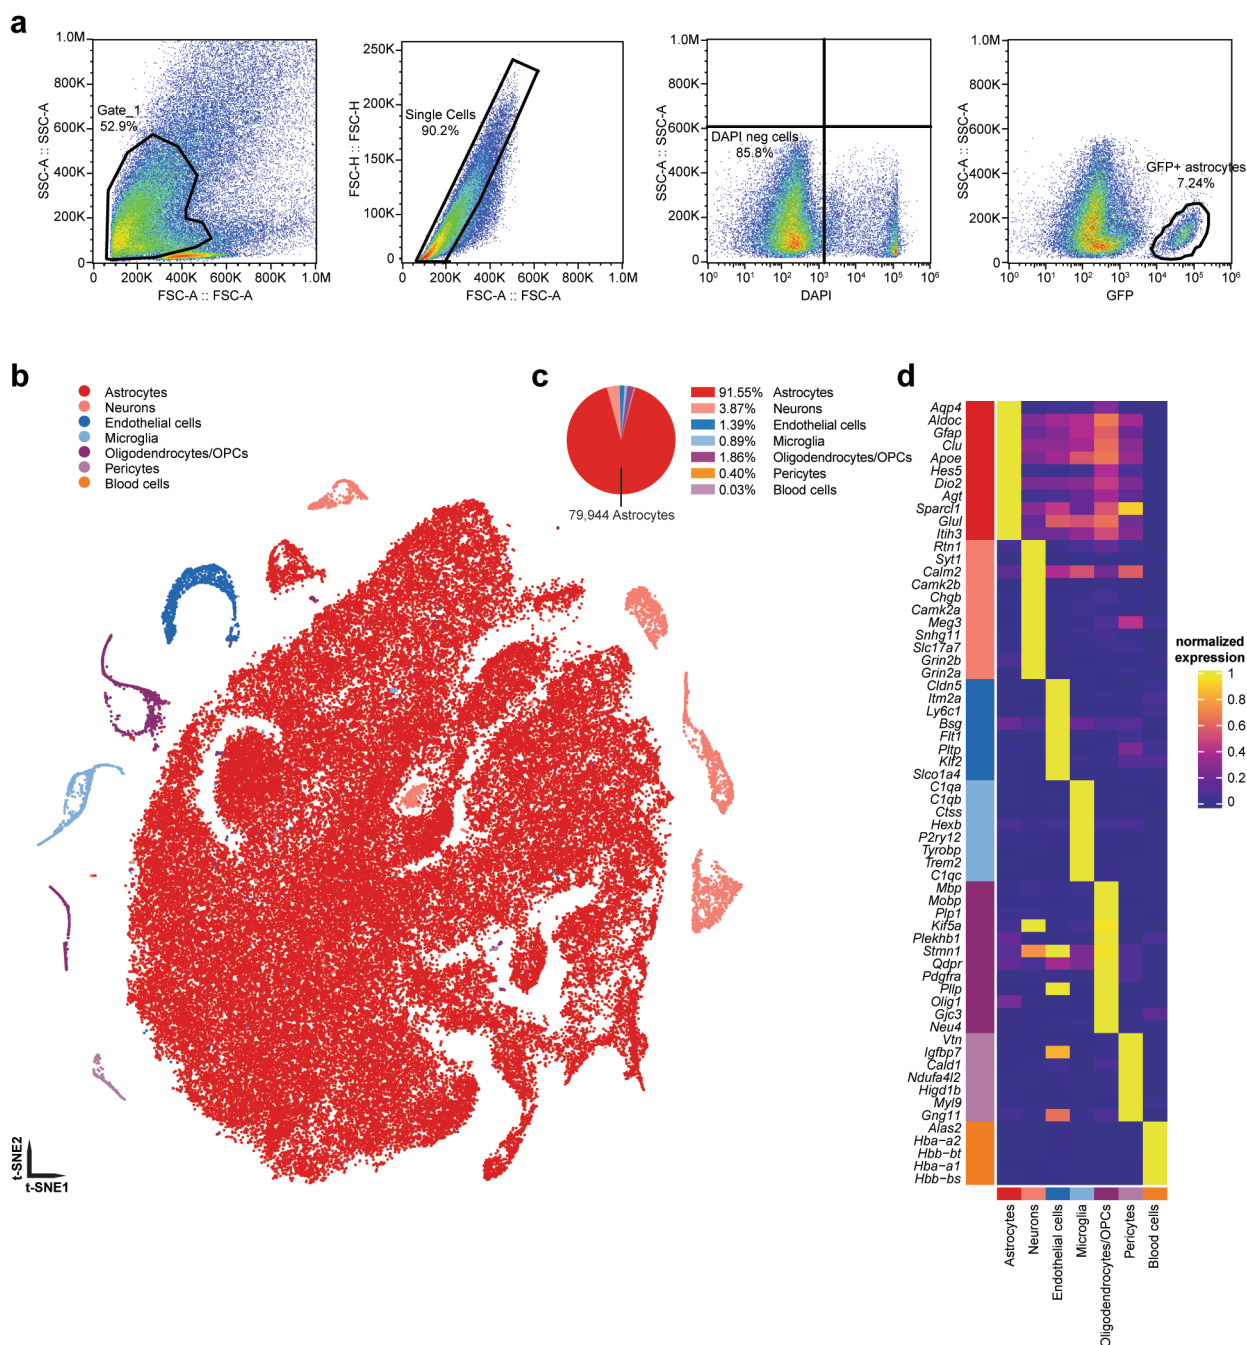 a
1.0M
800K
600K
400K
200K
0
SSC-A :: SSC-A
Gate_1
52.9%
0 200K 400K 600K 800K 1.0M
FSC-A :: FSC-A
250K
200K
150K
100K
0
FSC-H :: FSC-H
Single Cells
90.2%
0 200K 400K 600K 800K 1.0M
FSC-A :: FSC-A
1.0M
800K
600K
400K
200K
0
SSC-A :: SSC-A
DAPI neg cells
85.8%
10⁰ 10¹ 10² 10³ 10⁴ 10⁵ 10⁶
DAPI
1.0M
800K
600K
400K
200K
0
SSC-A :: SSC-A
GFP+ astrocytes
7.24%
10⁰ 10¹ 10² 10³ 10⁴ 10⁵ 10⁶
GFP
b
Astrocytes
Neurons
Endothelial cells
Microglia
Oligodendrocytes/OPCs
Pericytes
Blood cells
t-SNE2
t-SNE1
c
79,944 Astrocytes
91.55% Astrocytes
3.87% Neurons
1.39% Endothelial cells
0.89% Microglia
1.86% Oligodendrocytes/OPCs
0.40% Pericytes
0.03% Blood cells
d
Aqp4
Aldoc
Gfap
Clu
Apoe
Hes5
Dio2
Agt
Sparcl1
Glul
Itih3
Rtn1
Syt1
Calm2
Camk2b
Chgb
Camk2a
Meg3
Snhg11
Slc17a7
Grin2b
Grin2a
Cldn5
Itm2a
Ly6c1
Bsg
Flt1
Pltp
Klf2
Slco1a4
C1qa
C1qb
Ctss
Hexb
P2ry12
Tyrobp
Trem2
C1qc
Mbp
Mobp
Plp1
Kif5a
Plekhb1
Stmn1
Qdpr
Pdgfra
Pllp
Olig1
Gjc3
Neu4
Vtn
Igfbp7
Cald1
Ndufa4l2
Higd1b
Myl9
Gng11
Alas2
Hba−a2
Hbb−bt
Hba−a1
Hbb−bs
Astrocytes
Neurons
Endothelial cells
Microglia
Oligodendrocytes/OPCs
Pericytes
Blood cells
normalized
expression
1
0.8
0.6
0.4
0.2
0